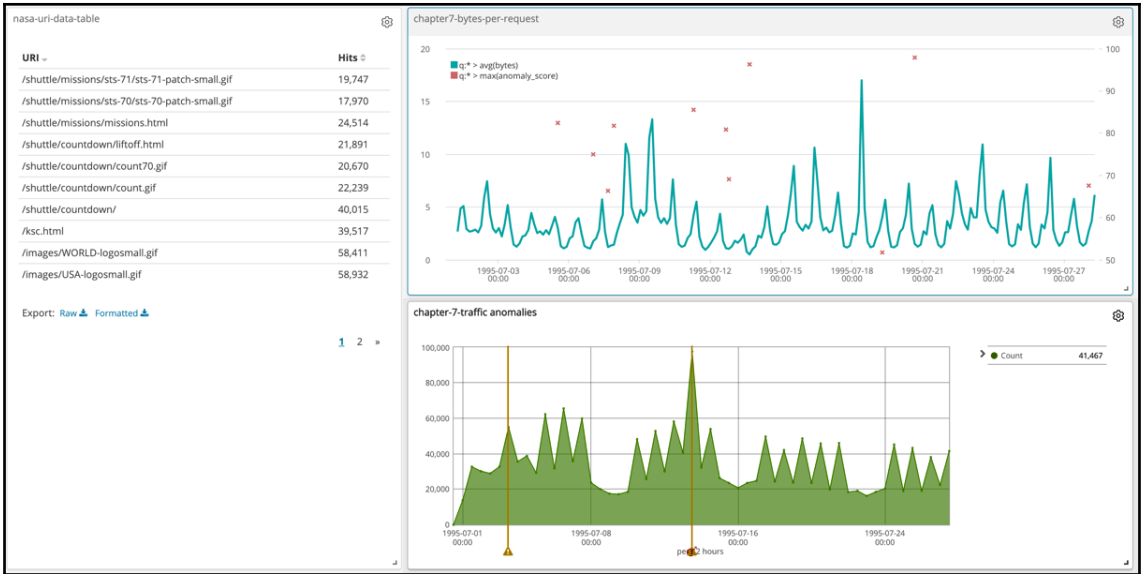 nasa-uri-data-table
URI Hits
/shuttle/missions/sts-71/sts-71-patch-small.gif 19,747
/shuttle/missions/sts-70/sts-70-patch-small.gif 17,970
/shuttle/missions/missions.html 24,514
/shuttle/countdown/liftoff.html 21,891
/shuttle/countdown/count70.gif 20,670
/shuttle/countdown/count.gif 22,239
/shuttle/countdown/ 40,015
/ksc.html 39,517
/images/WORLD-logosmall.gif 58,411
/images/USA-logosmall.gif 58,932
Export: Raw Formatted
1 2 »
chapter7-bytes-per-request
20 100
q:* > avg(bytes)
q:* > max(anomaly_score)
90
15
80
10
70
5
60
0 50
1995-07-03 1995-07-06 1995-07-09 1995-07-12 1995-07-15 1995-07-18 1995-07-21 1995-07-24 1995-07-27
00:00 00:00 00:00 00:00 00:00 00:00 00:00 00:00 00:00
chapter-7-traffic anomalies
100,000
Count 41,467
80,000
60,000
40,000
20,000
0
1995-07-01 1995-07-08 1995-07-16 1995-07-24
00:00 00:00 00:00 00:00
hours